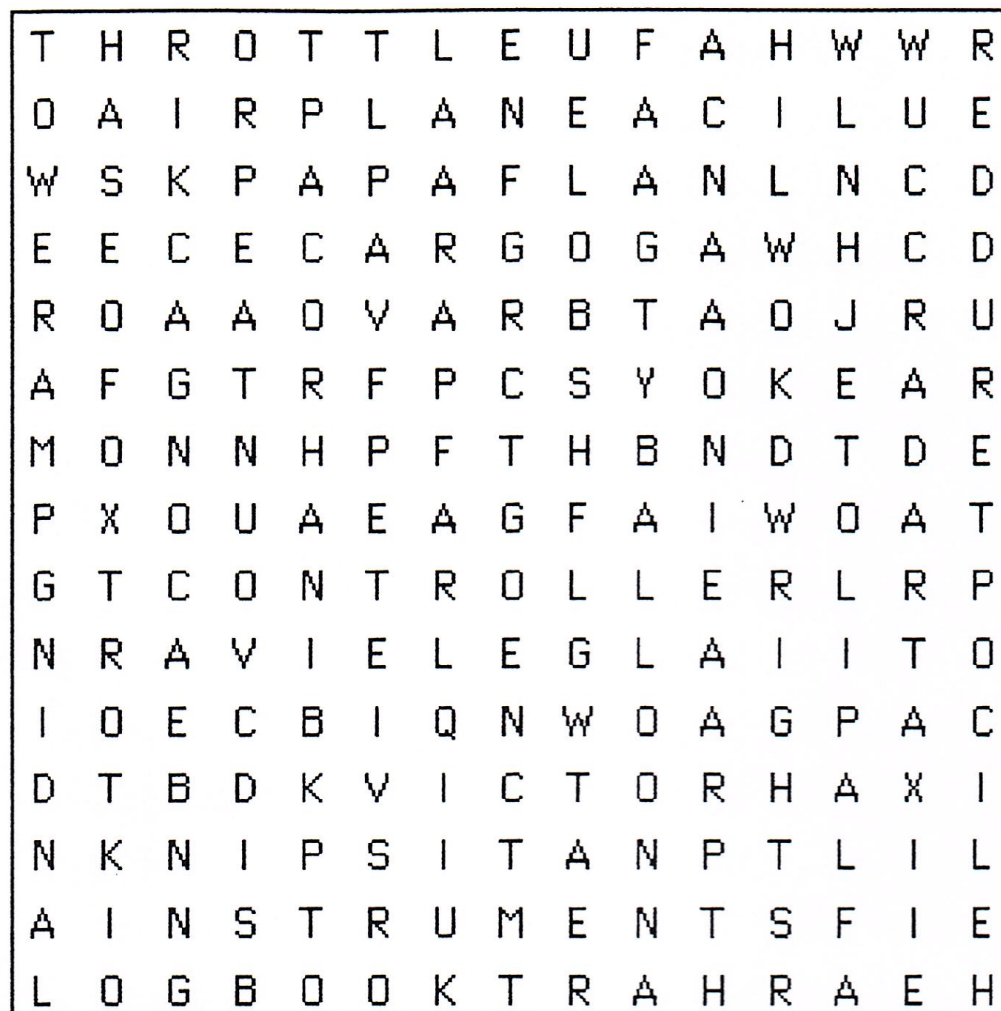 T H R O T T L E U F A H W W R
O A I R P L A N E A C I L U E
W S K P A P A F L A N L N C D
E E C E C A R G O G A W H C D
R O A A O V A R B T A O J R U
A F G T R F P C S Y O K E A R
M O N N H P F T H B N D T D E
P X O U A E A G F A I W O A T
G T C O N T R O L L E R L R P
N R A V I E L E G L A I I T O
I O E C B I Q N W O A G P A C
D T B D K V I C T O R H A X I
N K N I P S I T A N P T L I L
A I N S T R U M E N T S F I E
L O G B O O K T R A H R A E H